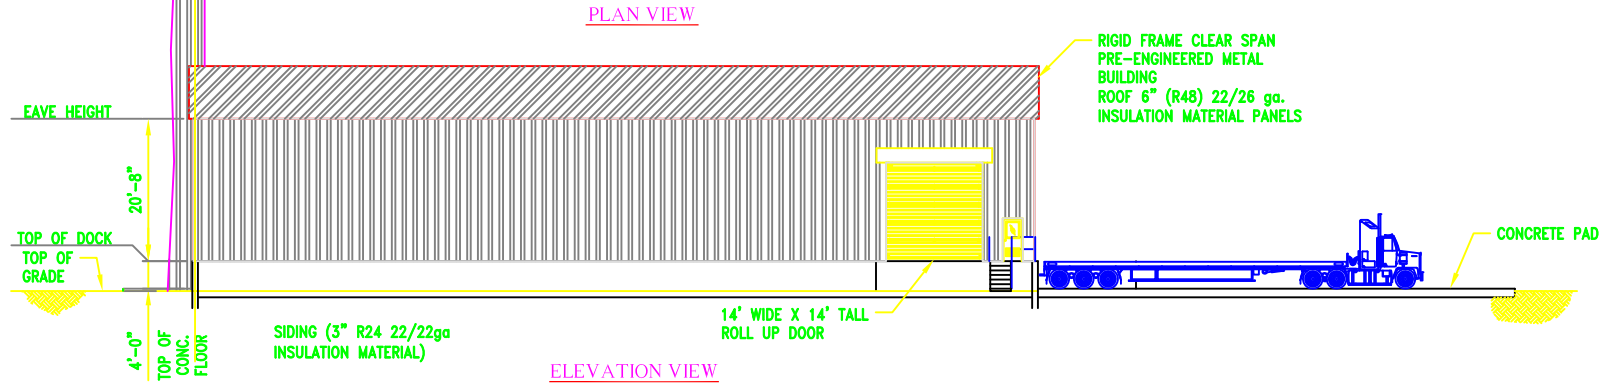 PLAN VIEW
RIGID FRAME CLEAR SPAN
PRE-ENGINEERED METAL
BUILDING
ROOF 6" (R48) 22/26 ga.
INSULATION MATERIAL PANELS
EAVE HEIGHT
20'-8"
TOP OF DOCK
TOP OF
GRADE
CONCRETE PAD
4'-0"
TOP OF
CONC.
FLOOR
SIDING (3" R24 22/22ga
INSULATION MATERIAL)
14' WIDE X 14' TALL
ROLL UP DOOR
ELEVATION VIEW